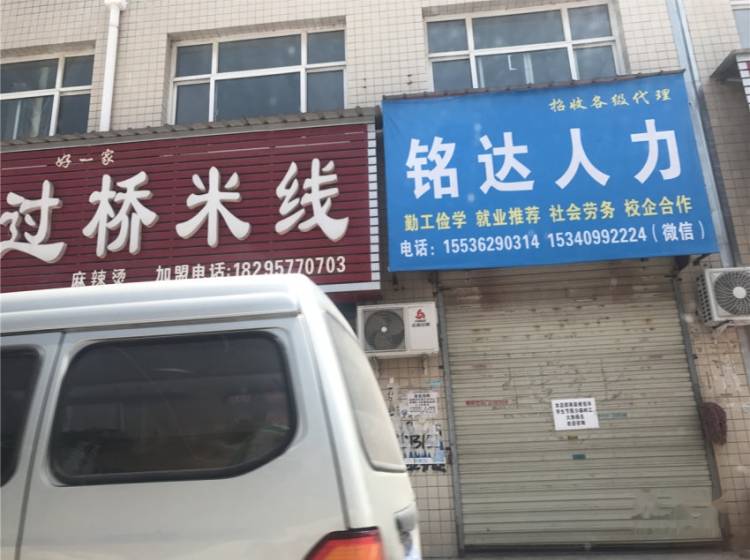 好一家
过桥米线
麻辣烫 加盟电话:18295770703
招收各级代理
铭达人力
勤工俭学 就业推荐 社会劳务 校企合作
电话：15536290314 15340992224（微信）